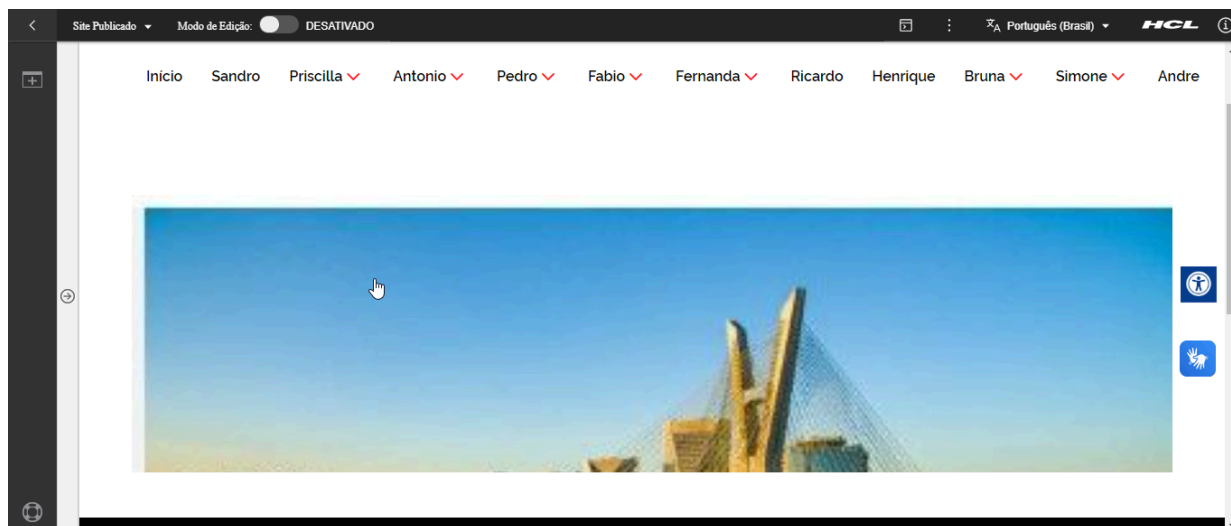 Site Publicado Modo de Edição: DESATIVADO Português (Brasil) HCL
Início Sandro Priscilla Antonio Pedro Fabio Fernanda Ricardo Henrique Bruna Simone Andre